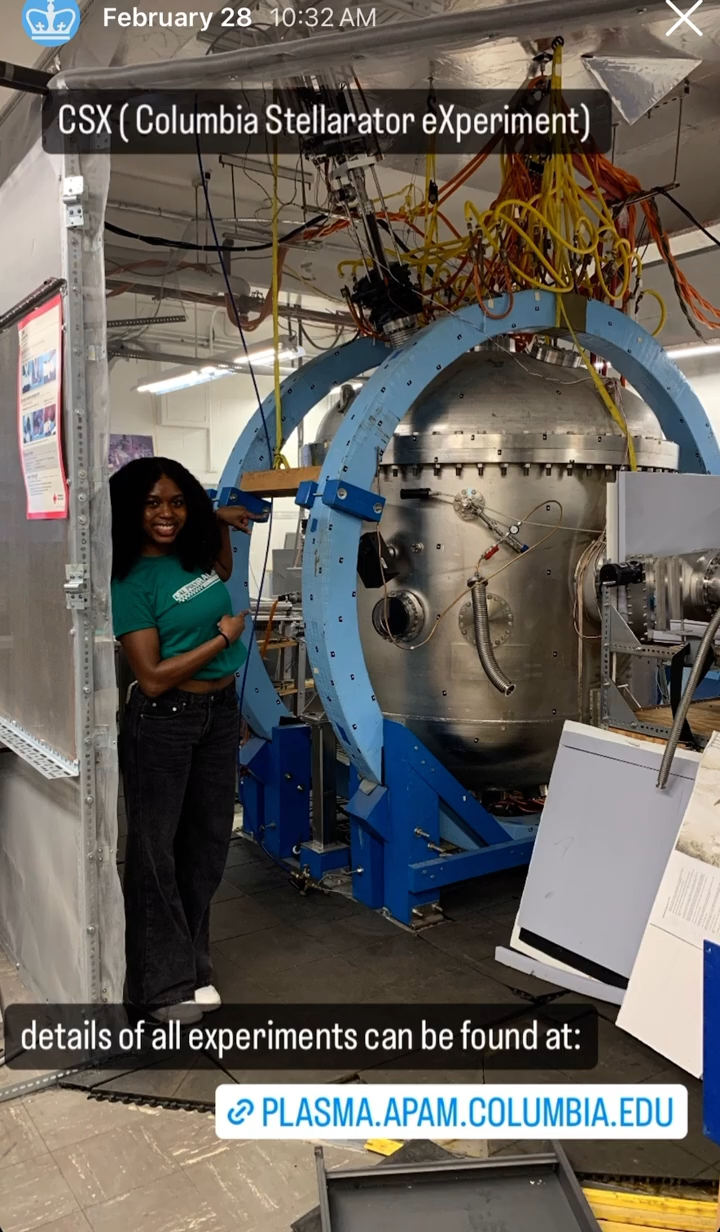 February 28 10:32 AM
CSX ( Columbia Stellarator eXperiment)
details of all experiments can be found at:
PLASMA.APAM.COLUMBIA.EDU